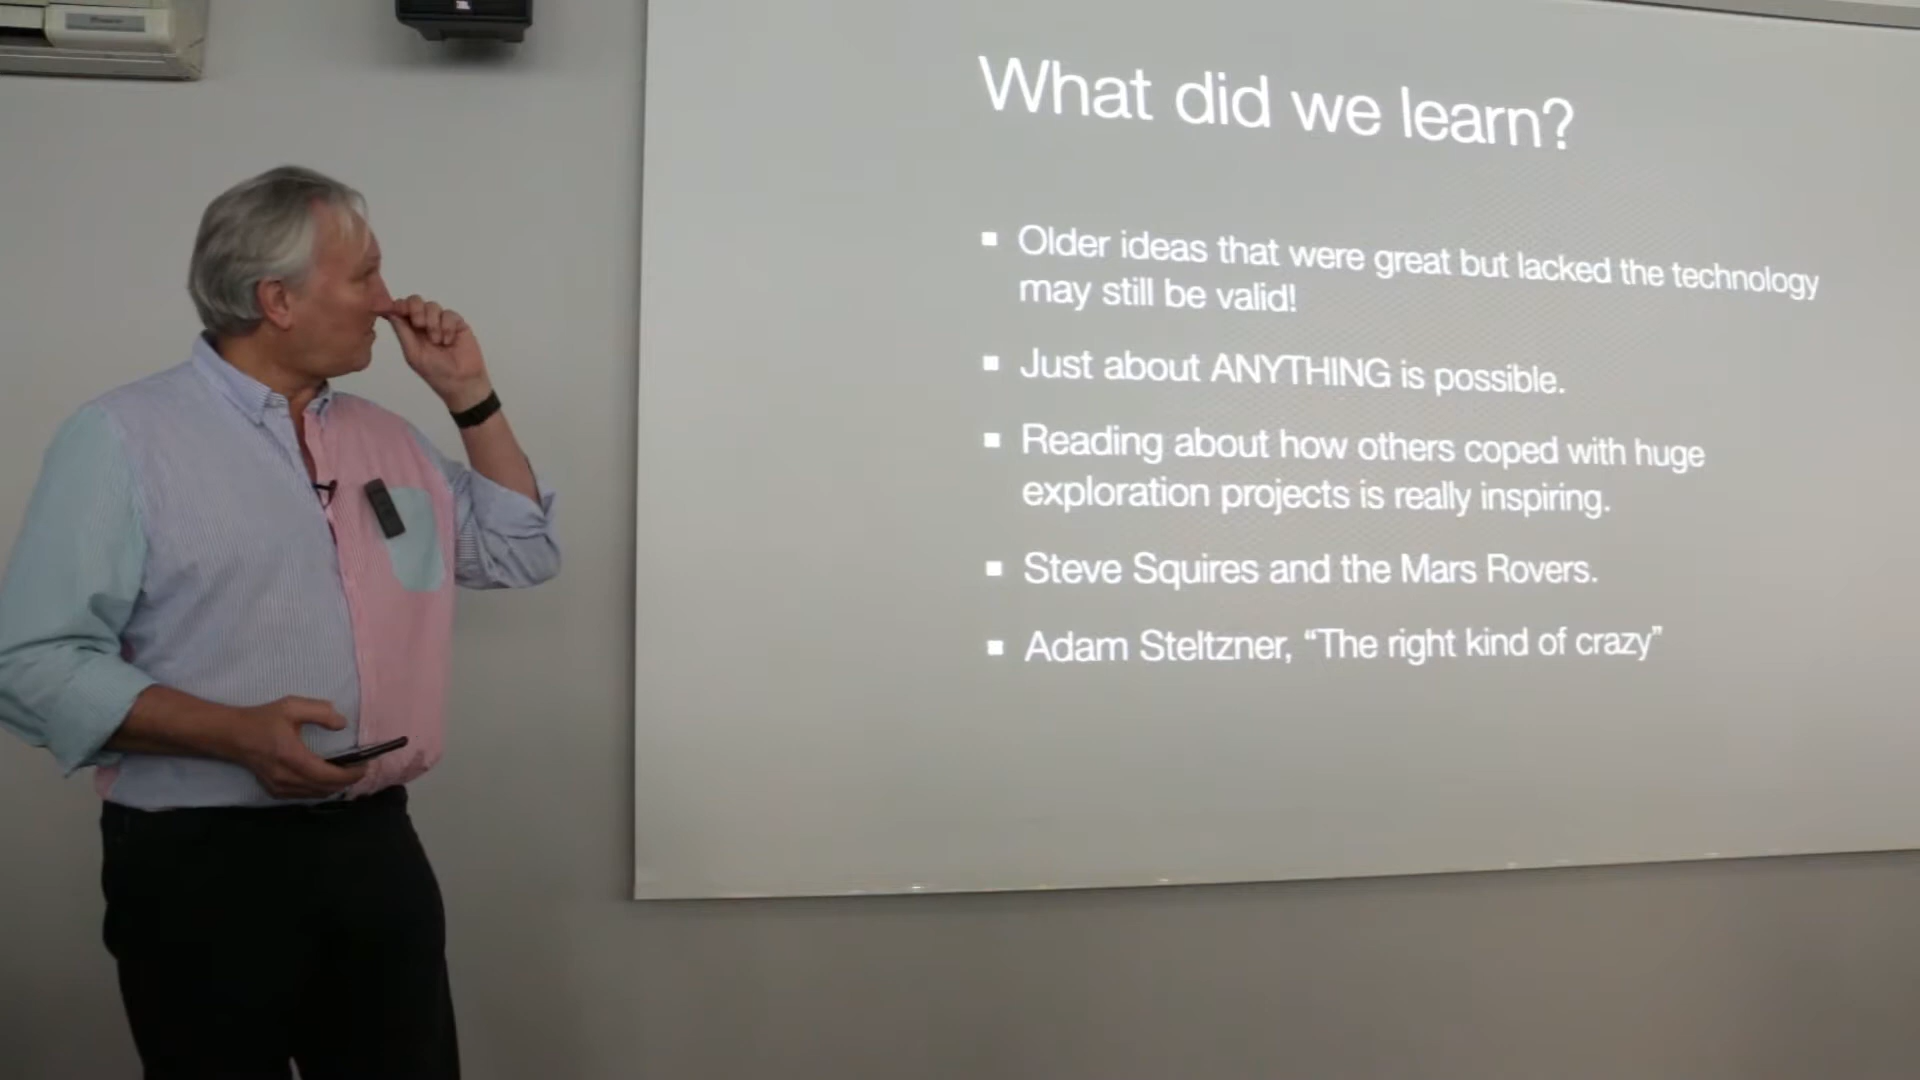 JBL
What did we learn?
▪ Older ideas that were great but lacked the technology
may still be valid!
▪ Just about ANYTHING is possible.
▪ Reading about how others coped with huge
exploration projects is really inspiring.
▪ Steve Squires and the Mars Rovers.
▪ Adam Steltzner, “The right kind of crazy”